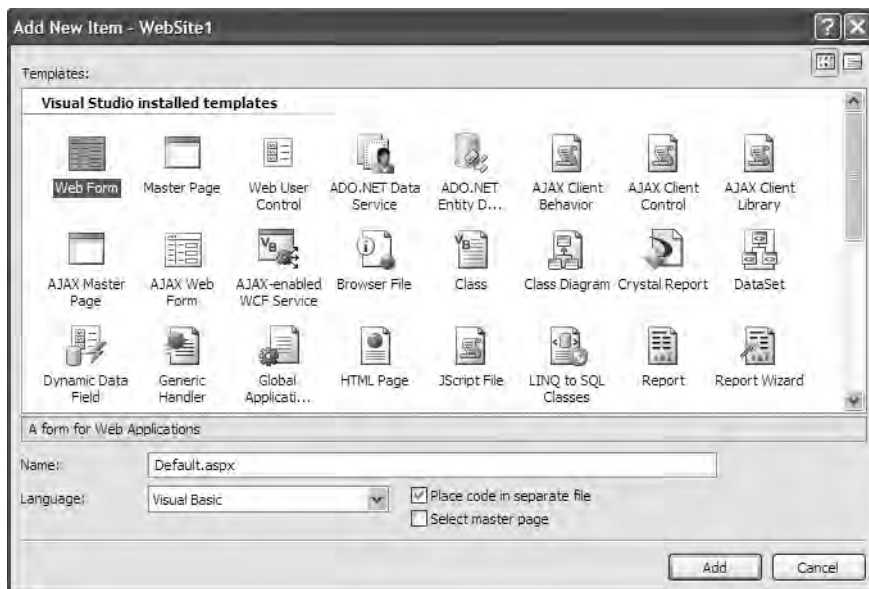 Add New Item - WebSite1
Templates:
Visual Studio installed templates
Web Form
Master Page
Web User Control
ADO.NET Data Service
ADO.NET Entity D...
AJAX Client Behavior
AJAX Client Control
AJAX Client Library
AJAX Master Page
AJAX Web Form
AJAX-enabled WCF Service
Browser File
Class
Class Diagram
Crystal Report
DataSet
Dynamic Data Field
Generic Handler
Global Applicati...
HTML Page
JScript File
LINQ to SQL Classes
Report
Report Wizard
A form for Web Applications
Name: Default.aspx
Language: Visual Basic
Place code in separate file
Select master page
Add
Cancel